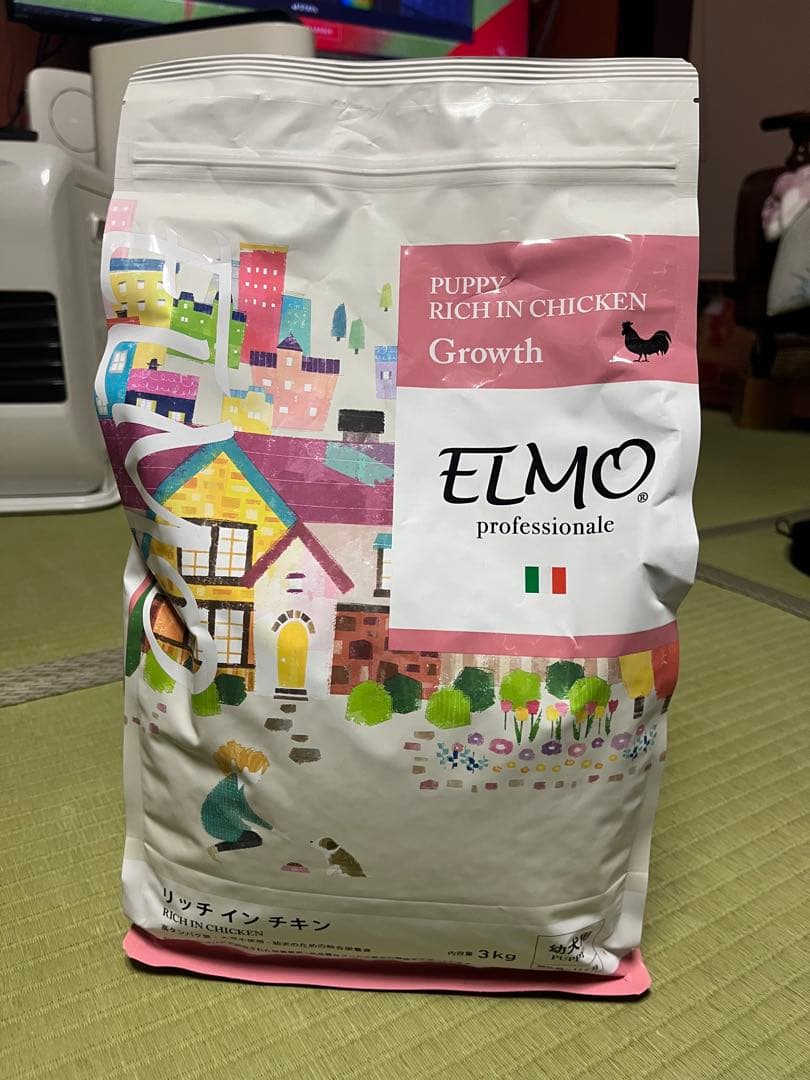 PUPPY
RICH IN CHICKEN
Growth
ELMO®
professionale
ELMO
リッチ イン チキン
RICH IN CHICKEN
内容量 3kg
幼犬用
PUPPY